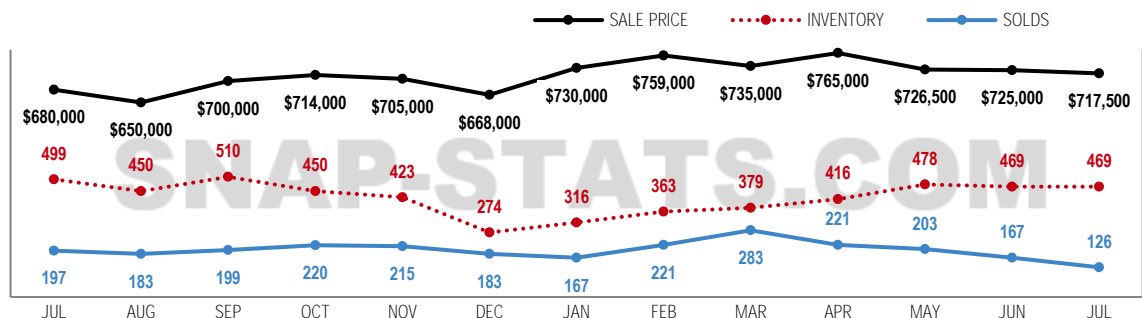 SALE PRICE INVENTORY SOLDS
$680,000 $650,000 $700,000 $714,000 $705,000 $668,000 $730,000 $759,000 $735,000 $765,000 $726,500 $725,000 $717,500
SNAP-STATS.COM
499 450 510 450 423 274 316 363 379 416 478 469 469
197 183 199 220 215 183 167 221 283 221 203 167 126
JUL AUG SEP OCT NOV DEC JAN FEB MAR APR MAY JUN JUL